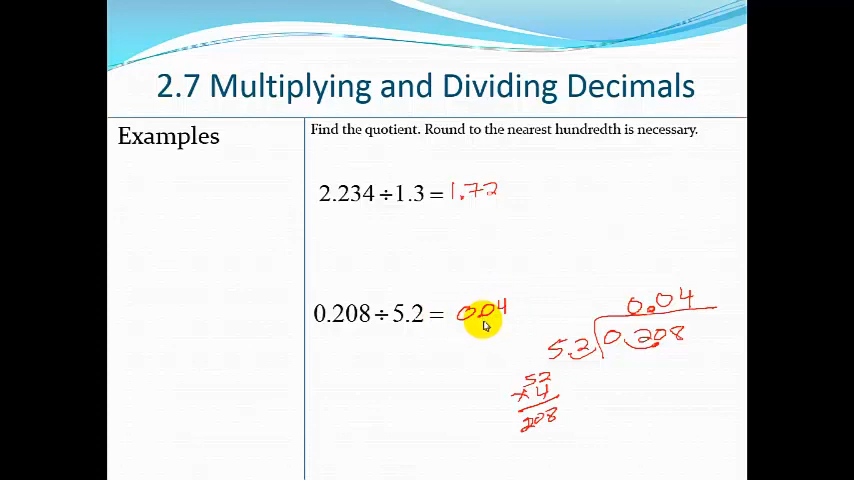 2.7 Multiplying and Dividing Decimals
Examples
Find the quotient. Round to the nearest hundredth is necessary.
2.234 ÷ 1.3 = 1.72
0.208 ÷ 5.2 = 0.04
0.04
52 0.208
52
×4
208